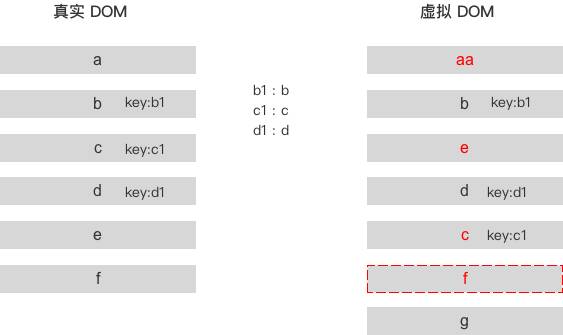 真实 DOM
a
b key:b1
c key:c1
d key:d1
e
f
b1 : b
c1 : c
d1 : d
虚拟 DOM
aa
b key:b1
e
d key:d1
c key:c1
f
g